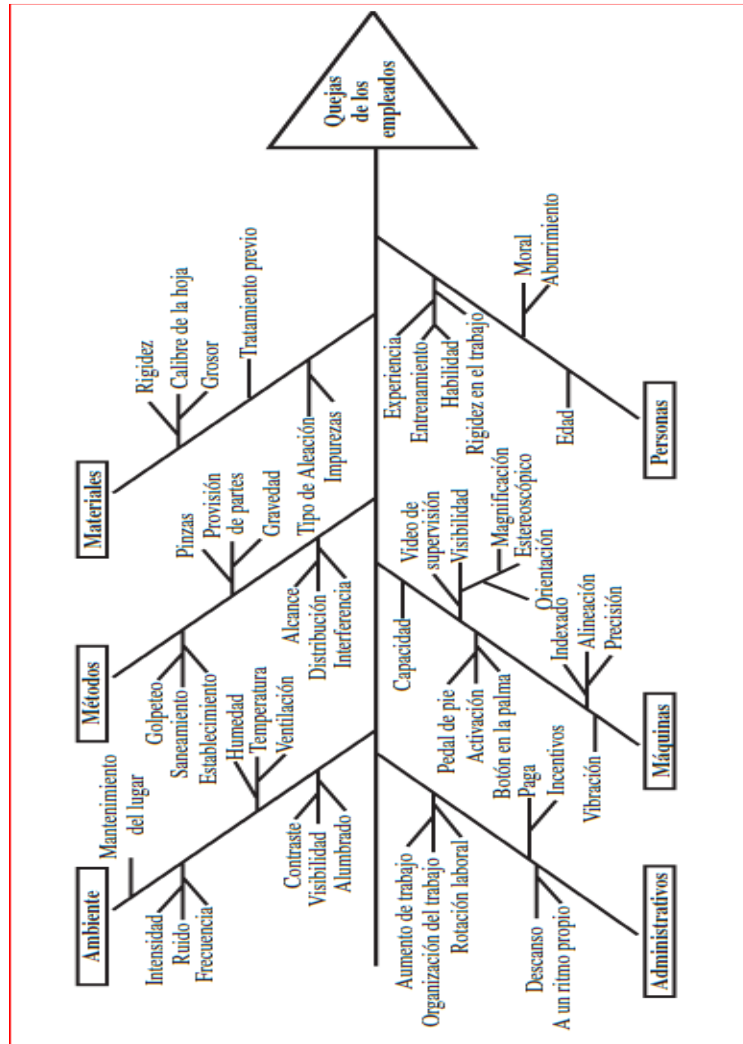 Ambiente
Mantenimiento
del lugar
Intensidad
Ruido
Frecuencia
Humedad
Temperatura
Ventilación
Contraste
Visibilidad
Alumbrado
Métodos
Golpeteo
Saneamiento
Establecimiento
Pinzas
Provisión
de partes
Gravedad
Alcance
Distribución
Interferencia
Materiales
Rigidez
Calibre de la hoja
Grosor
Tratamiento previo
Tipo de Aleación
Impurezas
Quejas
de los
empleados
Administrativos
Aumento de trabajo
Organización del trabajo
Rotación laboral
Paga
Incentivos
Descanso
A un ritmo propio
Máquinas
Capacidad
Video de
supervisión
Visibilidad
Magnificación
Estereoscópico
Orientación
Pedal de pie
Activación
Botón en la palma
Indexado
Alineación
Precisión
Vibración
Personas
Experiencia
Entrenamiento
Habilidad
Rigidez en el trabajo
Moral
Aburrimiento
Edad